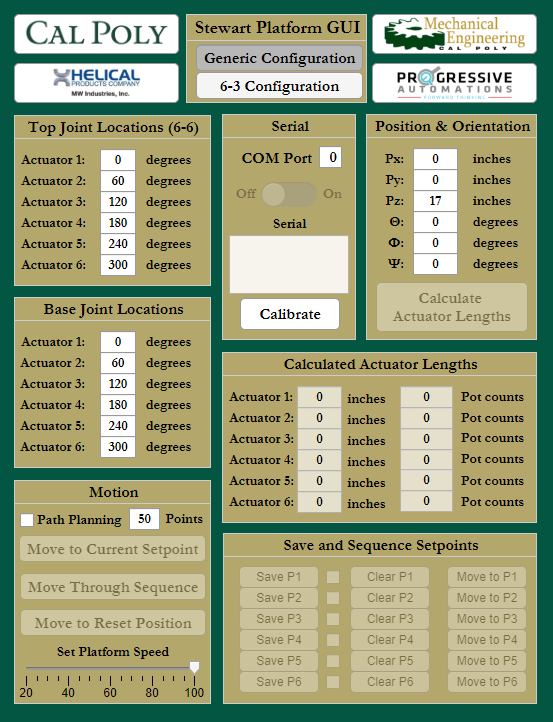 CAL POLY
Stewart Platform GUI
Mechanical
Engineering
CAL POLY
Generic Configuration
HELICAL
PRODUCTS COMPANY
MW Industries, Inc.
6-3 Configuration
PROGRESSIVE
AUTOMATIONS
FORWARD THINKING
Top Joint Locations (6-6)
Actuator 1: 0 degrees
Actuator 2: 60 degrees
Actuator 3: 120 degrees
Actuator 4: 180 degrees
Actuator 5: 240 degrees
Actuator 6: 300 degrees
Serial
COM Port 0
Off On
Serial
Calibrate
Position & Orientation
Px: 0 inches
Py: 0 inches
Pz: 17 inches
Θ: 0 degrees
Φ: 0 degrees
Ψ: 0 degrees
Calculate
Actuator Lengths
Base Joint Locations
Actuator 1: 0 degrees
Actuator 2: 60 degrees
Actuator 3: 120 degrees
Actuator 4: 180 degrees
Actuator 5: 240 degrees
Actuator 6: 300 degrees
Calculated Actuator Lengths
Actuator 1: 0 inches 0 Pot counts
Actuator 2: 0 inches 0 Pot counts
Actuator 3: 0 inches 0 Pot counts
Actuator 4: 0 inches 0 Pot counts
Actuator 5: 0 inches 0 Pot counts
Actuator 6: 0 inches 0 Pot counts
Motion
Path Planning 50 Points
Move to Current Setpoint
Move Through Sequence
Move to Reset Position
Set Platform Speed
20 40 60 80 100
Save and Sequence Setpoints
Save P1 Clear P1 Move to P1
Save P2 Clear P2 Move to P2
Save P3 Clear P3 Move to P3
Save P4 Clear P4 Move to P4
Save P5 Clear P5 Move to P5
Save P6 Clear P6 Move to P6